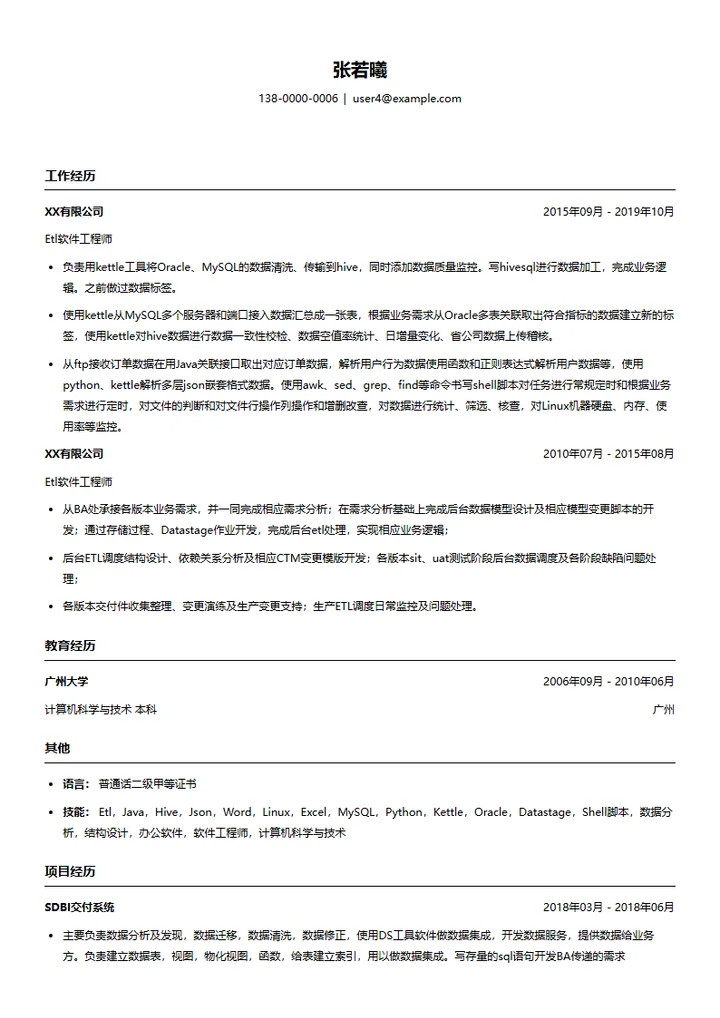 张若曦
138-0000-0006 | user4@example.com
工作经历
XX有限公司 2015年09月 - 2019年10月
Etl软件工程师
• 负责用kettle工具将Oracle、MySQL的数据清洗、传输到hive，同时添加数据质量监控。写hivesql进行数据加工，完成业务逻
辑。之前做过数据标签。
• 使用kettle从MySQL多个服务器和端口接入数据汇总成一张表，根据业务需求从Oracle多表关联取出符合指标的数据建立新的标
签，使用kettle对hive数据进行数据一致性校检、数据空值率统计、日增量变化、省公司数据上传稽核。
• 从ftp接收订单数据在用Java关联接口取出对应订单数据，解析用户行为数据使用函数和正则表达式解析用户数据等，使用
python、kettle解析多层json嵌套格式数据。使用awk、sed、grep、find等命令书写shell脚本对任务进行常规定时和根据业务
需求进行定时，对文件的判断和对文件行操作列操作和增删改查，对数据进行统计、筛选、核查，对Linux机器硬盘、内存、使
用率等监控。
XX有限公司 2010年07月 - 2015年08月
Etl软件工程师
• 从BA处承接各版本业务需求，并一同完成相应需求分析；在需求分析基础上完成后台数据模型设计及相应模型变更脚本的开
发；通过存储过程、Datastage作业开发，完成后台etl处理，实现相应业务逻辑；
• 后台ETL调度结构设计、依赖关系分析及相应CTM变更模版开发；各版本sit、uat测试阶段后台数据调度及各阶段缺陷问题处
理；
• 各版本交付件收集整理、变更演练及生产变更支持；生产ETL调度日常监控及问题处理。
教育经历
广州大学 2006年09月 - 2010年06月
计算机科学与技术 本科 广州
其他
• 语言： 普通话二级甲等证书
• 技能： Etl，Java，Hive，Json，Word，Linux，Excel，MySQL，Python，Kettle，Oracle，Datastage，Shell脚本，数据分
析，结构设计，办公软件，软件工程师，计算机科学与技术
项目经历
SDBI交付系统 2018年03月 - 2018年06月
• 主要负责数据分析及发现，数据迁移，数据清洗，数据修正，使用DS工具软件做数据集成，开发数据服务，提供数据给业务
方。负责建立数据表，视图，物化视图，函数，给表建立索引，用以做数据集成。写存量的sql语句开发BA传递的需求